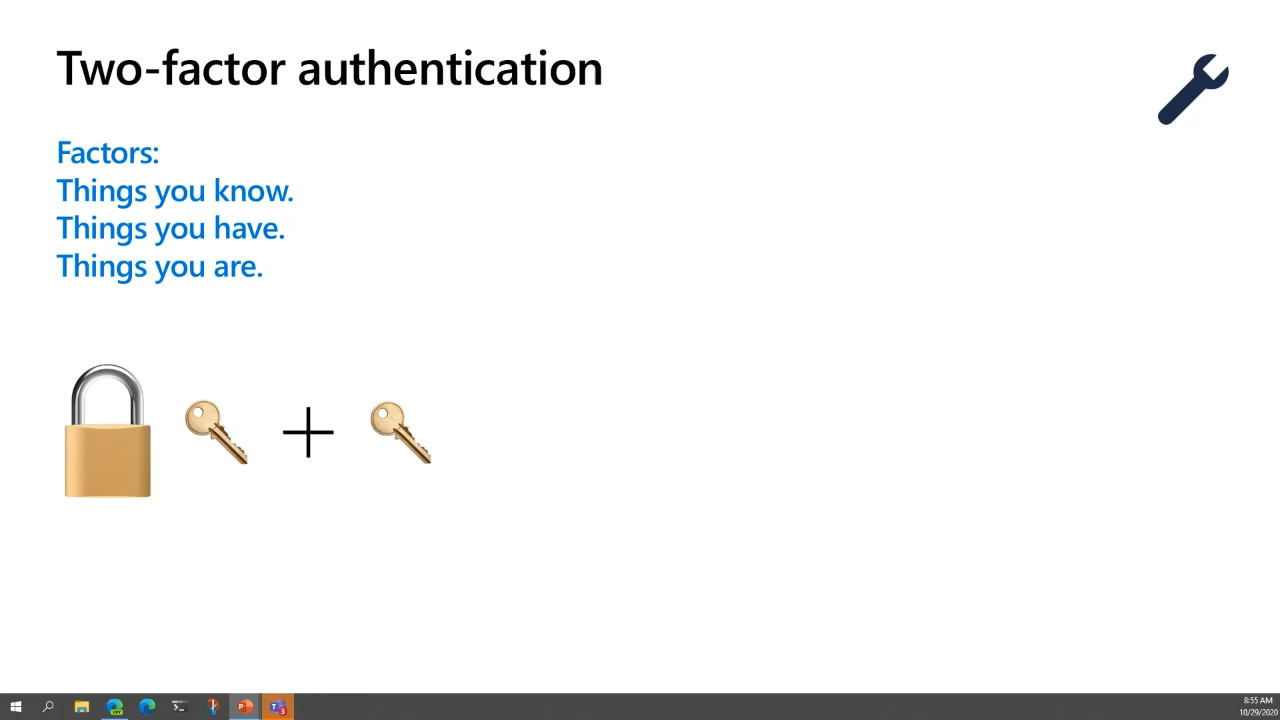 Two-factor authentication
Factors:
Things you know.
Things you have.
Things you are.
8:55 AM
10/29/2020